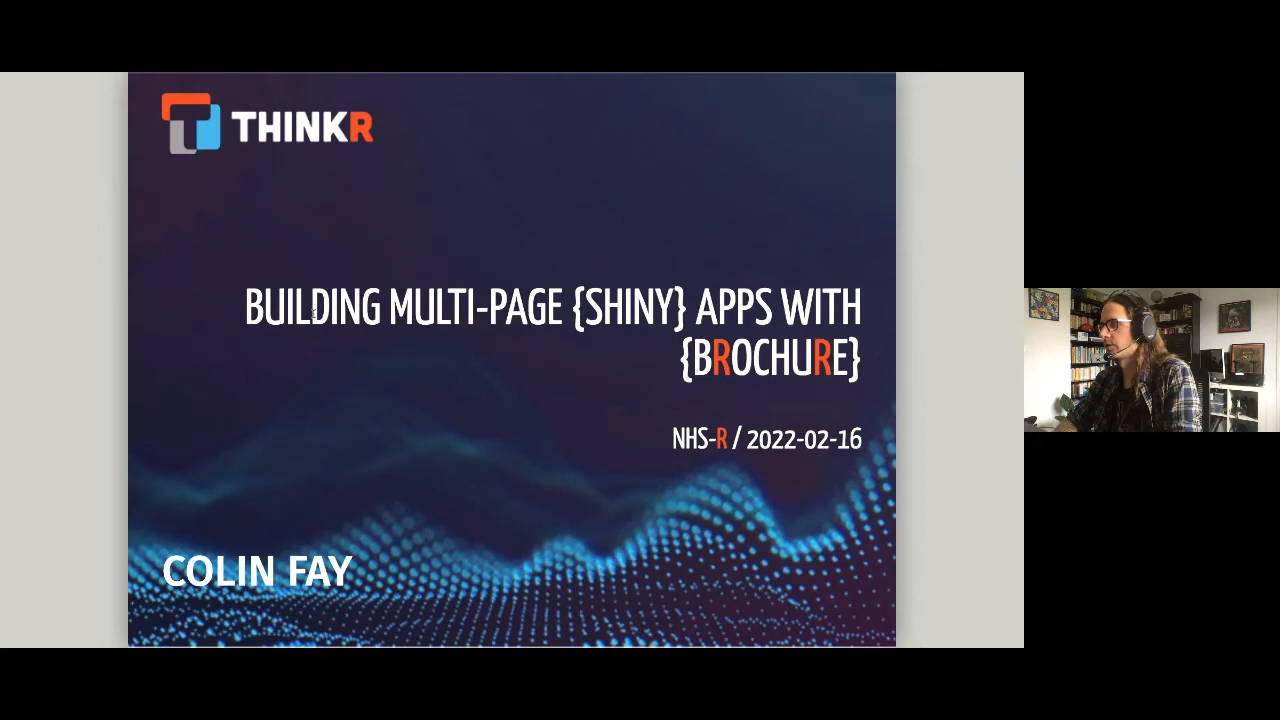 THINKR
BUILDING MULTI-PAGE {SHINY} APPS WITH
{BROCHURE}
NHS-R / 2022-02-16
COLIN FAY